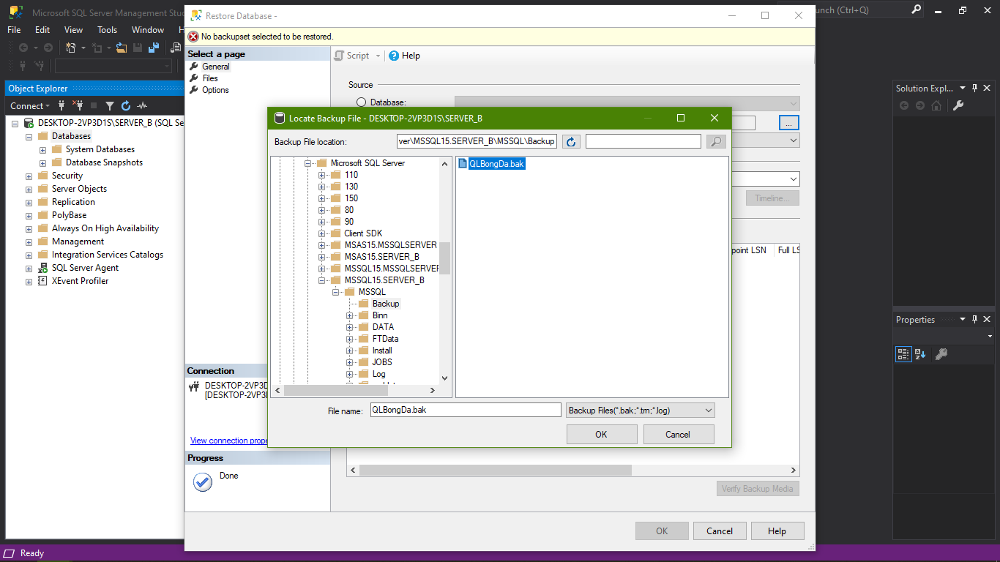 Microsoft SQL Server Management Stud
Restore Database -
unch (Ctrl+Q)
File Edit View Tools Window
No backupset selected to be restored.
Select a page
General
Files
Options
Script
Help
Source
Database:
...
Timeline...
point LSN Full LS
Object Explorer
Connect
DESKTOP-2VP3D1S\SERVER_B (SQL Se
Databases
System Databases
Database Snapshots
Security
Server Objects
Replication
PolyBase
Always On High Availability
Management
Integration Services Catalogs
SQL Server Agent
XEvent Profiler
Locate Backup File - DESKTOP-2VP3D1S\SERVER_B
Backup File location:
ver\MSSQL15.SERVER_B\MSSQL\Backup
Microsoft SQL Server
110
130
150
80
90
Client SDK
MSAS15.MSSQLSERVER
MSAS15.SERVER_B
MSSQL15.MSSQLSERVER
MSSQL15.SERVER_B
MSSQL
Backup
Binn
DATA
FTData
Install
JOBS
Log
QLBongDa.bak
File name:
QLBongDa.bak
Backup Files(*.bak;*.trn;*.log)
OK
Cancel
Connection
DESKTOP-2VP3D
[DESKTOP-2VP3
View connection prope
Progress
Done
Verify Backup Media
OK
Cancel
Help
Solution Expl...
Properties
Ready